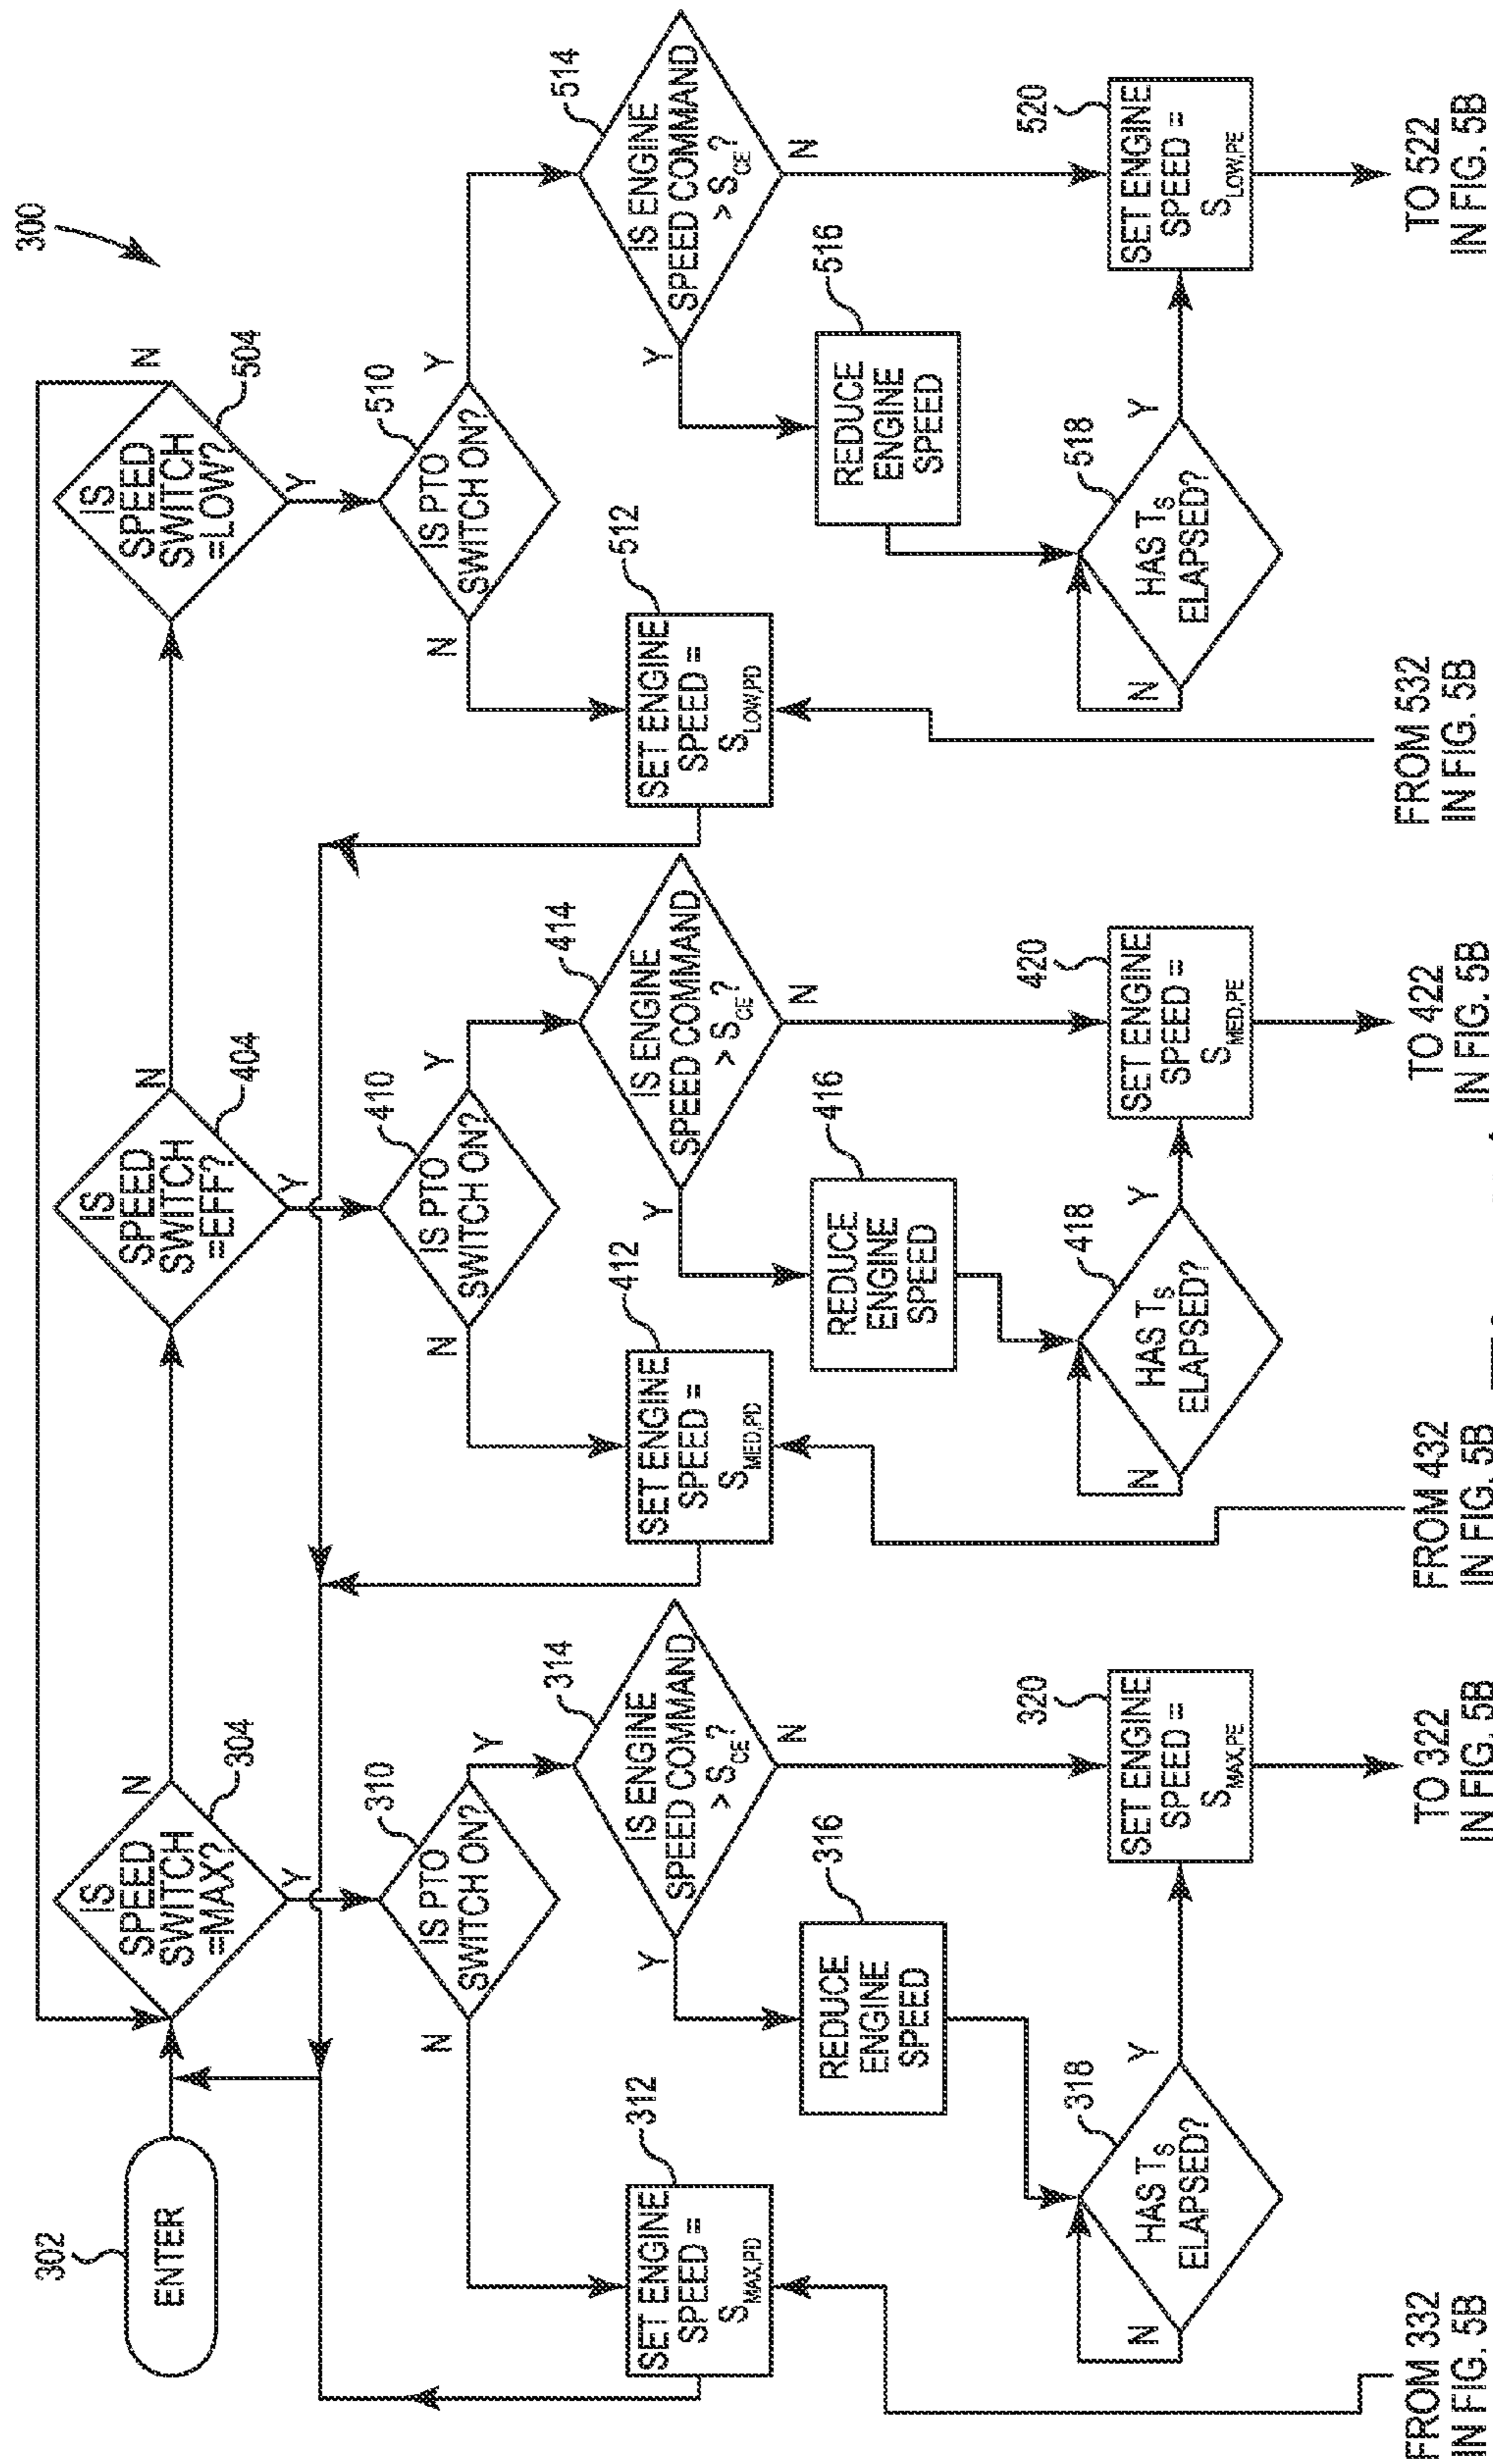 300
302
ENTER
IS
SPEED
SWITCH
=MAX?
304
N
Y
IS
SPEED
SWITCH
=EFF?
404
N
Y
IS
SPEED
SWITCH
=LOW?
504
N
Y
IS PTO
SWITCH ON?
310
N
Y
IS PTO
SWITCH ON?
410
N
Y
IS PTO
SWITCH ON?
510
N
Y
312
SET ENGINE
SPEED =
S_MAX,PD
IS ENGINE
SPEED COMMAND
> S_CE?
314
Y
N
412
SET ENGINE
SPEED =
S_MED,PD
IS ENGINE
SPEED COMMAND
> S_CE?
414
Y
N
512
SET ENGINE
SPEED =
S_LOW,PD
IS ENGINE
SPEED COMMAND
> S_CE?
514
Y
N
316
REDUCE
ENGINE
SPEED
416
REDUCE
ENGINE
SPEED
516
REDUCE
ENGINE
SPEED
318
HAS T_S
ELAPSED?
N
Y
320
SET ENGINE
SPEED =
S_MAX,PE
418
HAS T_S
ELAPSED?
N
Y
420
SET ENGINE
SPEED =
S_MED,PE
518
HAS T_S
ELAPSED?
N
Y
520
SET ENGINE
SPEED =
S_LOW,PE
FROM 332
IN FIG. 5B
TO 322
IN FIG. 5B
FROM 432
IN FIG. 5B
TO 422
IN FIG. 5B
FROM 532
IN FIG. 5B
TO 522
IN FIG. 5B